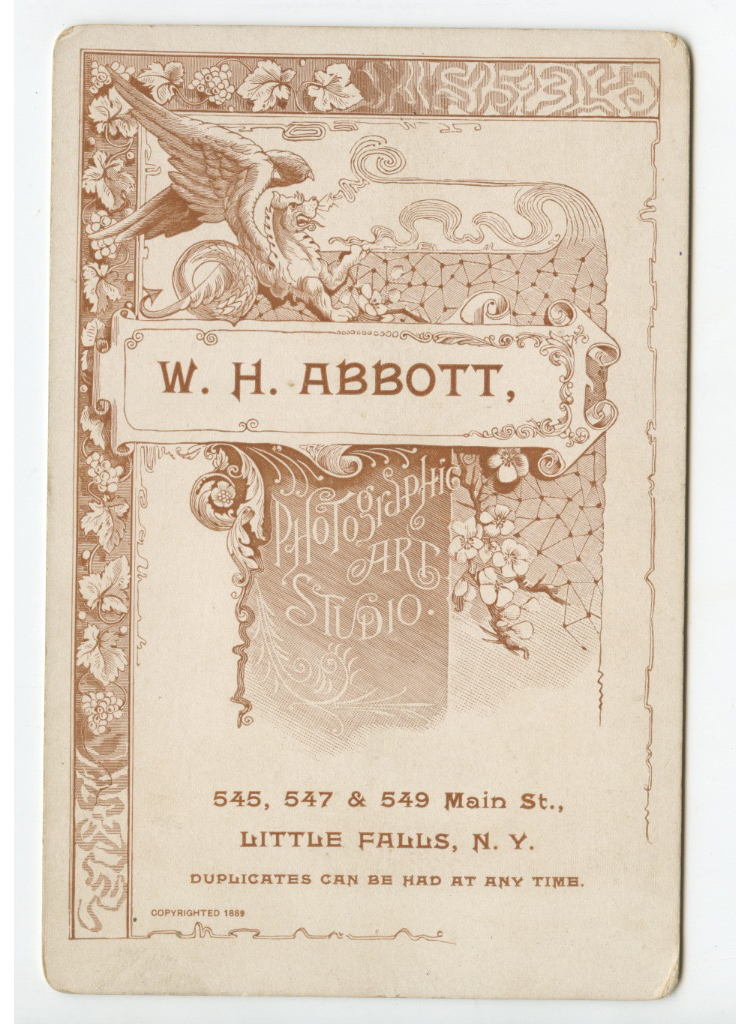 W. H. ABBOTT,
PHOTOGRAPHIC
ART
STUDIO.
545, 547 & 549 Main St.,
LITTLE FALLS, N. Y.
DUPLICATES CAN BE HAD AT ANY TIME.
COPYRIGHTED 1889